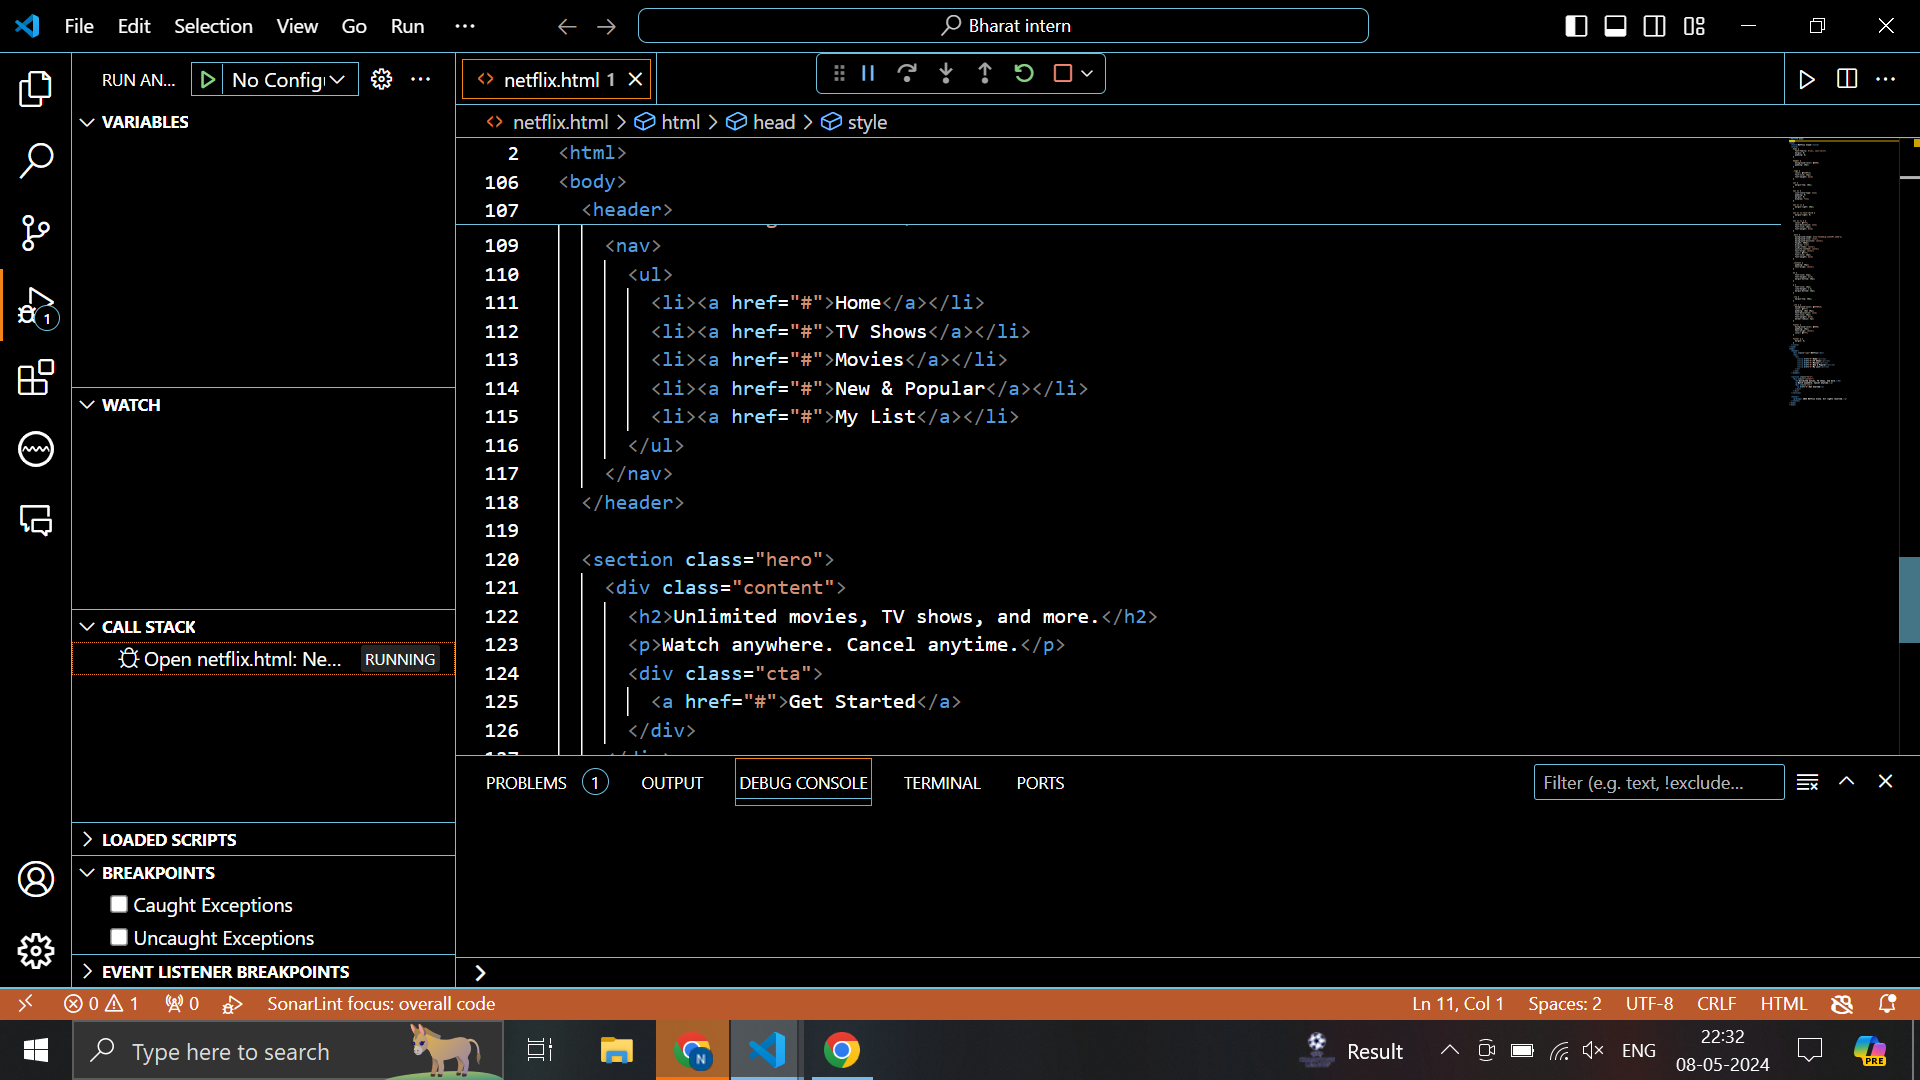 File Edit Selection View Go Run ···
Bharat intern
RUN AN... No Config
netflix.html 1
VARIABLES
netflix.html > html > head > style
2 <html>
106 <body>
107 <header>
109 <nav>
110 <ul>
111 <li><a href="#">Home</a></li>
112 <li><a href="#">TV Shows</a></li>
113 <li><a href="#">Movies</a></li>
114 <li><a href="#">New & Popular</a></li>
115 <li><a href="#">My List</a></li>
116 </ul>
117 </nav>
118 </header>
119
120 <section class="hero">
121 <div class="content">
122 <h2>Unlimited movies, TV shows, and more.</h2>
123 <p>Watch anywhere. Cancel anytime.</p>
124 <div class="cta">
125 <a href="#">Get Started</a>
126 </div>
WATCH
CALL STACK
Open netflix.html: Ne... RUNNING
LOADED SCRIPTS
BREAKPOINTS
Caught Exceptions
Uncaught Exceptions
EVENT LISTENER BREAKPOINTS
1
PROBLEMS 1 OUTPUT DEBUG CONSOLE TERMINAL PORTS
Filter (e.g. text, !exclude...
0 1 0 SonarLint focus: overall code
Ln 11, Col 1 Spaces: 2 UTF-8 CRLF HTML
Type here to search
N
Result
ENG
22:32
08-05-2024
PRE